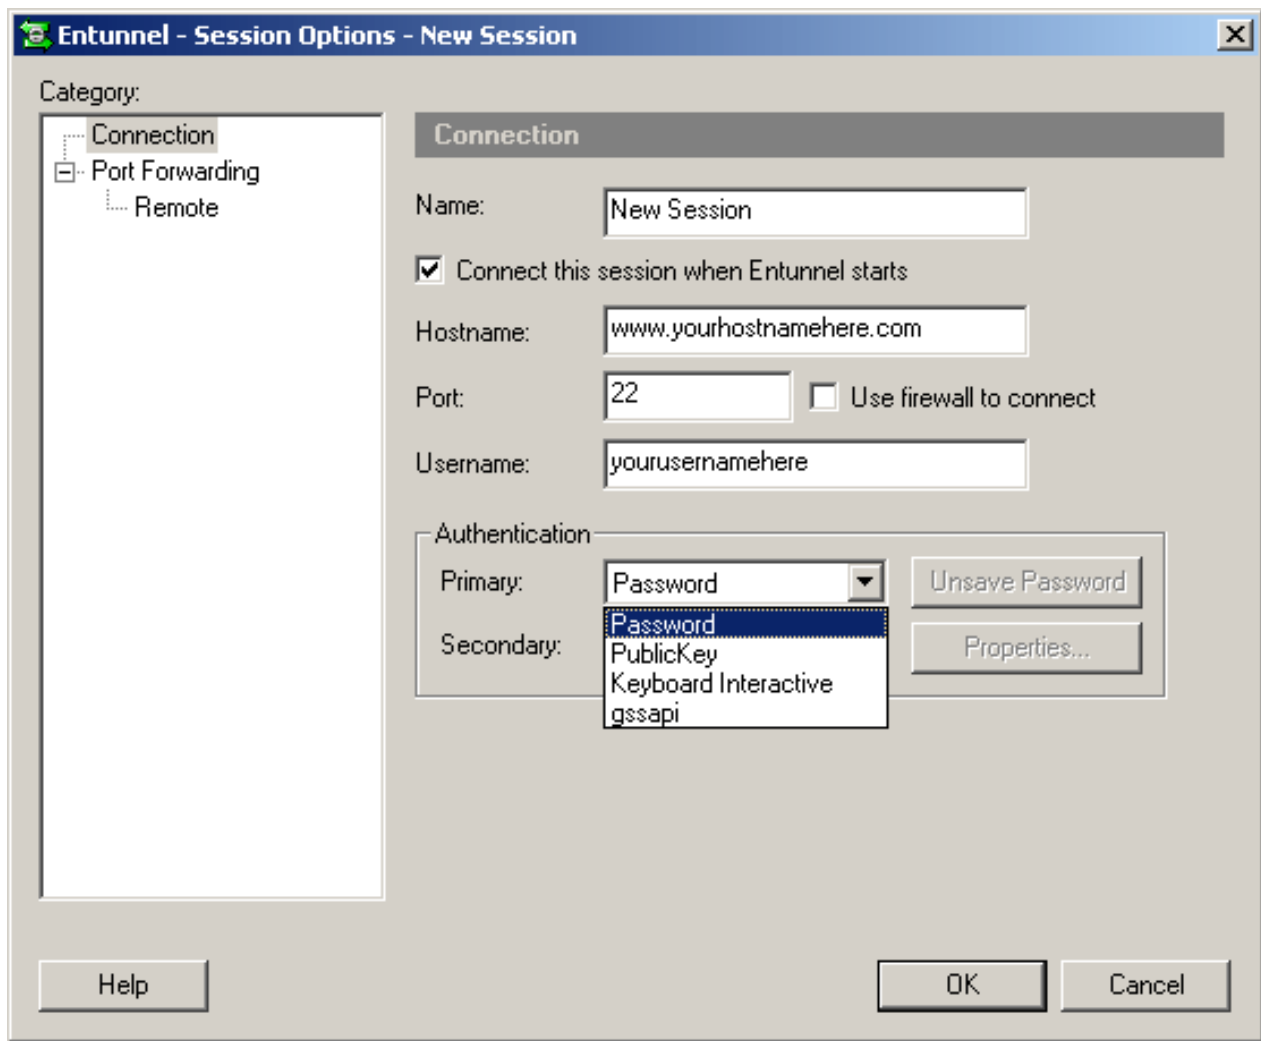 Entunnel - Session Options - New Session
Category:
Connection
Port Forwarding
Remote
Connection
Name: New Session
Connect this session when Entunnel starts
Hostname: www.yourhostnamehere.com
Port: 22 Use firewall to connect
Username: yourusernamehere
Authentication
Primary: Password Unsave Password
Secondary: Properties...
Password
PublicKey
Keyboard Interactive
gssapi
Help OK Cancel